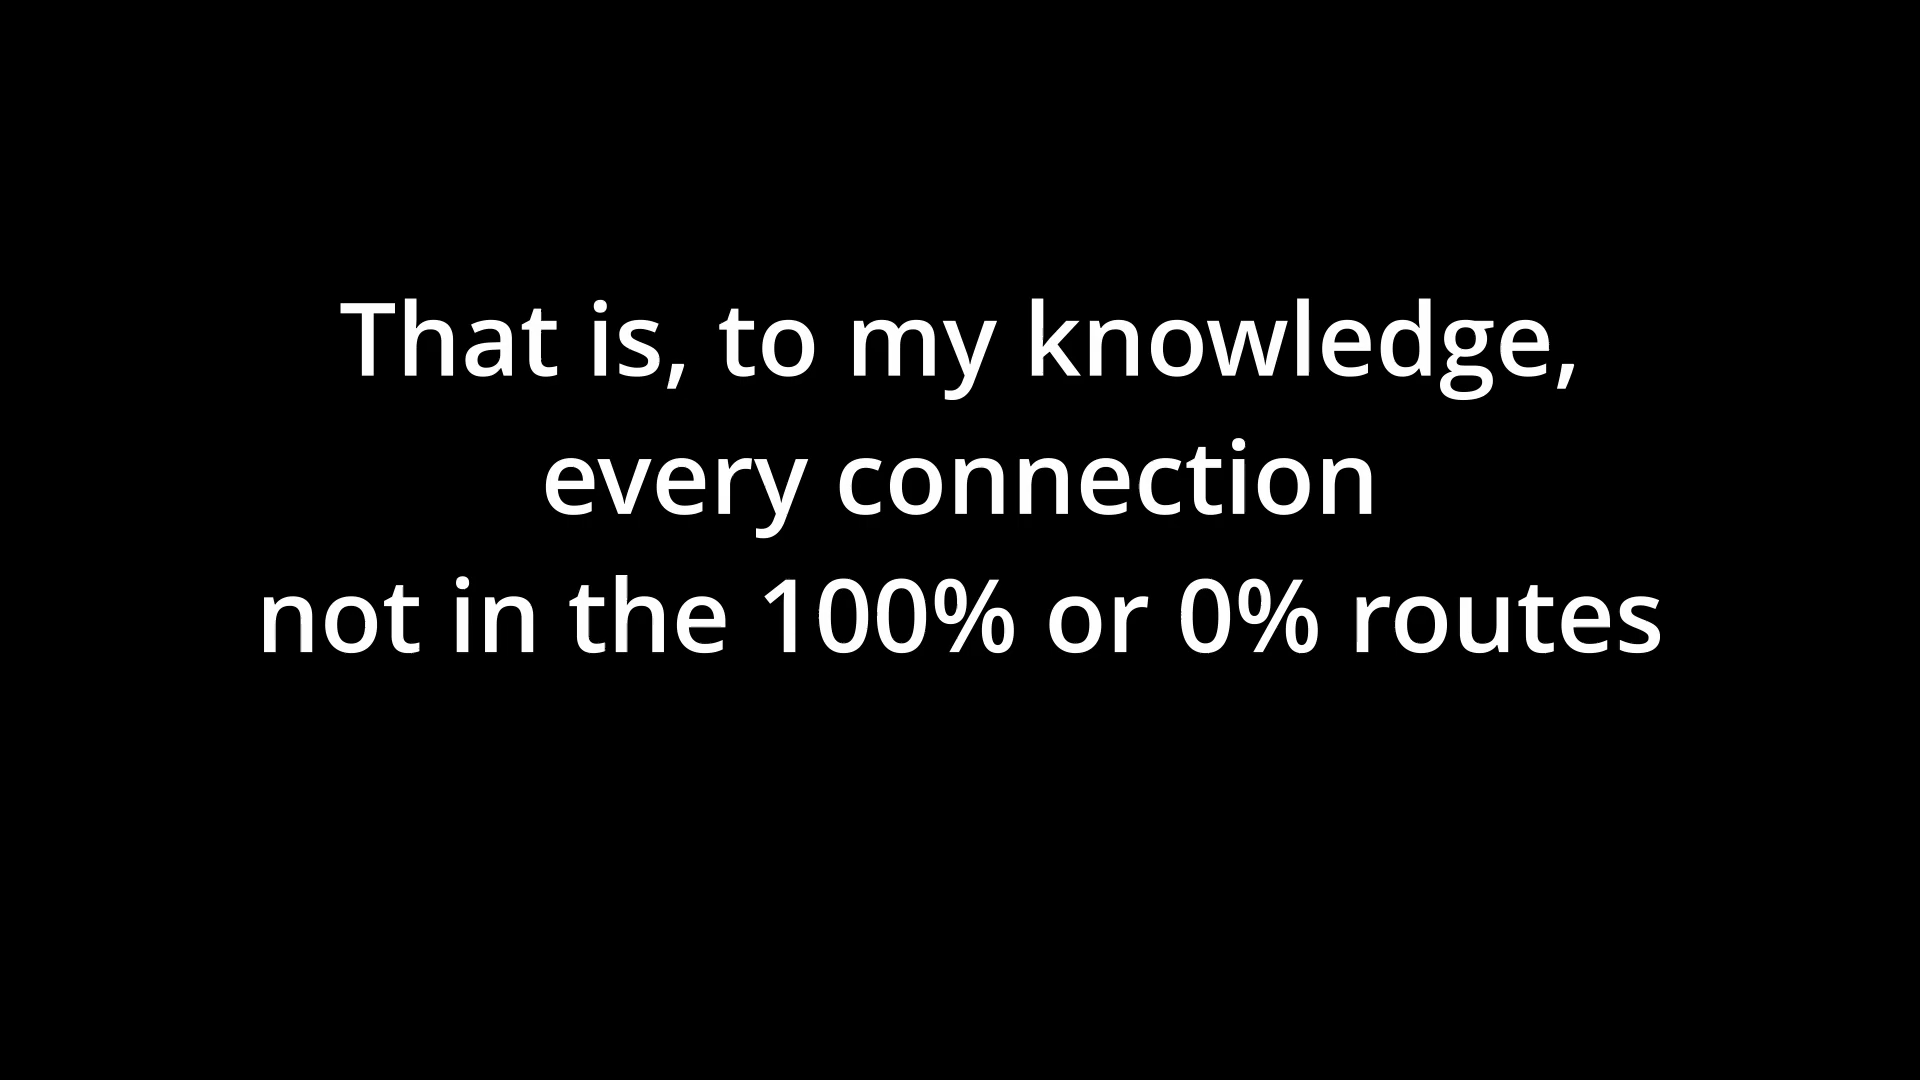 That is, to my knowledge,
every connection
not in the 100% or 0% routes